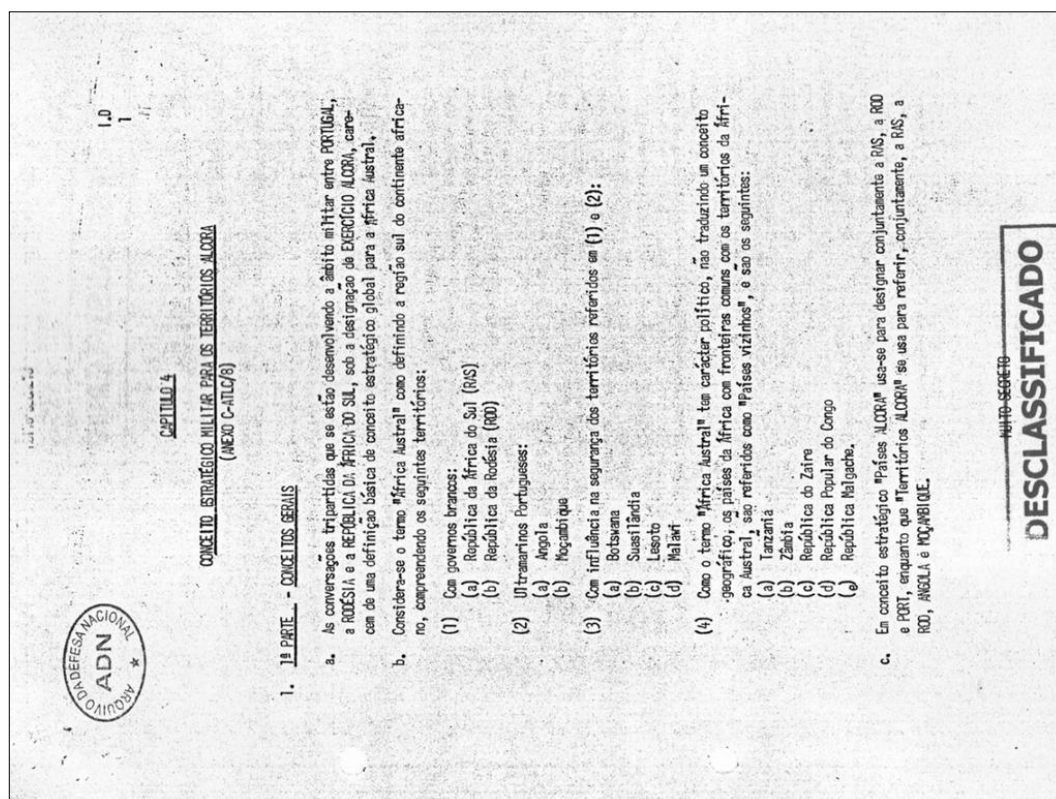 1.D
1
ARQUIVO DA DEFESA NACIONAL
ADN
CAPITULO 4
CONCEITO ESTRATÉGICO MILITAR PARA OS TERRITÓRIOS ALCORA
(ANEXO C-ATLC/8)
1. 1ª PARTE - CONCEITOS GERAIS
a. As conversações tripartidas que se estão desenvolvendo a âmbito militar entre PORTUGAL,
a RODÉSIA e a REPÚBLICA DA ÁFRICA DO SUL, sob a designação de EXERCÍCIO ALCORA, care-
cem de uma definição básica de conceito estratégico global para a África Austral.
b. Considera-se o termo "África Austral" como definindo a região sul do continente africa-
no, compreendendo os seguintes territórios:
(1) Com governos brancos:
(a) República da África do Sul (RAS)
(b) República da Rodésia (ROD)
(2) Ultramarinos Portugueses:
(a) Angola
(b) Moçambique
(3) Com influência na segurança dos territórios referidos em (1) e (2):
(a) Botswana
(b) Suasilândia
(c) Lesoto
(d) Malawi
(4) Como o termo "África Austral" tem carácter político, não traduzindo um conceito
geográfico, os países da África com fronteiras comuns com os territórios da Áfri-
ca Austral, são referidos como "Países vizinhos", e são os seguintes:
(a) Tanzania
(b) Zâmbia
(c) República do Zaire
(d) República Popular do Congo
(e) República Malgache.
c. Em conceito estratégico "Países ALCORA" usa-se para designar conjuntamente a RAS, a ROD
e PORT, enquanto que "Territórios ALCORA" se usa para referir, conjuntamente, a RAS, a
ROD, ANGOLA e MOÇAMBIQUE.
MUITO SECRETO
DESCLASSIFICADO